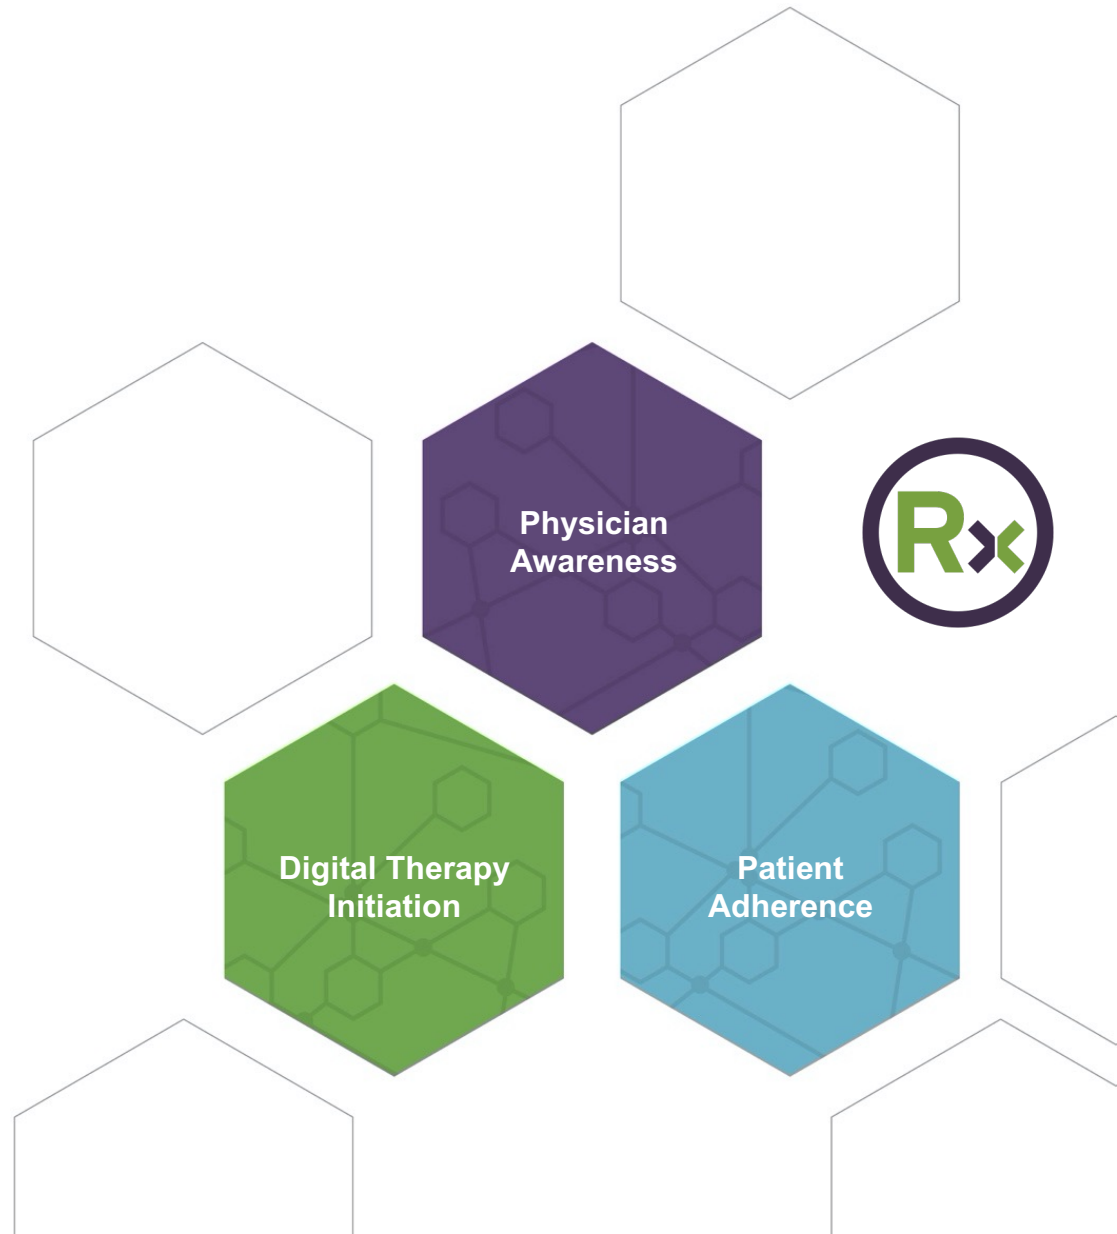 Physician
Awareness
Rx
Digital Therapy
Initiation
Patient
Adherence